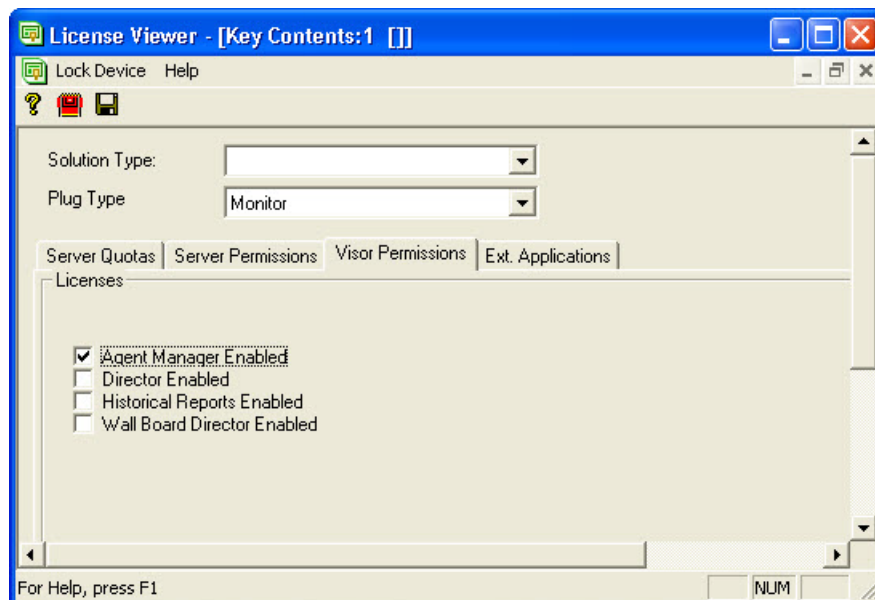 License Viewer - [Key Contents:1 []]
Lock Device Help
Solution Type:
Plug Type Monitor
Server Quotas Server Permissions Visor Permissions Ext. Applications
Licenses
Agent Manager Enabled
Director Enabled
Historical Reports Enabled
Wall Board Director Enabled
For Help, press F1 NUM